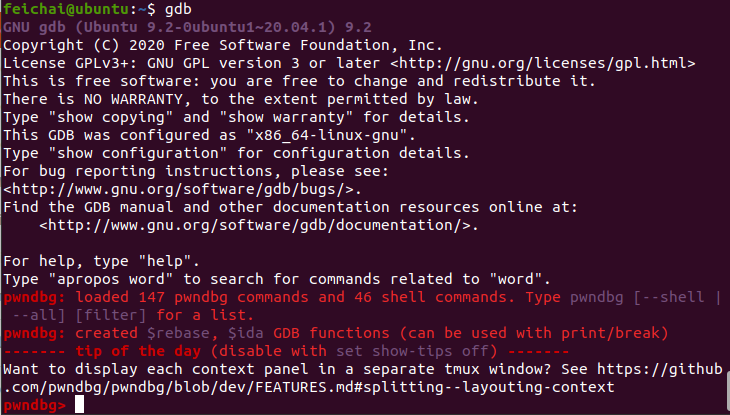 feichai@ubuntu:~$ gdb
GNU gdb (Ubuntu 9.2-0ubuntu1~20.04.1) 9.2
Copyright (C) 2020 Free Software Foundation, Inc.
License GPLv3+: GNU GPL version 3 or later <http://gnu.org/licenses/gpl.html>
This is free software: you are free to change and redistribute it.
There is NO WARRANTY, to the extent permitted by law.
Type "show copying" and "show warranty" for details.
This GDB was configured as "x86_64-linux-gnu".
Type "show configuration" for configuration details.
For bug reporting instructions, please see:
<http://www.gnu.org/software/gdb/bugs/>.
Find the GDB manual and other documentation resources online at:
    <http://www.gnu.org/software/gdb/documentation/>.

For help, type "help".
Type "apropos word" to search for commands related to "word".
pwndbg: loaded 147 pwndbg commands and 46 shell commands. Type pwndbg [--shell |
 --all] [filter] for a list.
pwndbg: created $rebase, $ida GDB functions (can be used with print/break)
------- tip of the day (disable with set show-tips off) -------
Want to display each context panel in a separate tmux window? See https://github
.com/pwndbg/pwndbg/blob/dev/FEATURES.md#splitting--layouting-context
pwndbg>